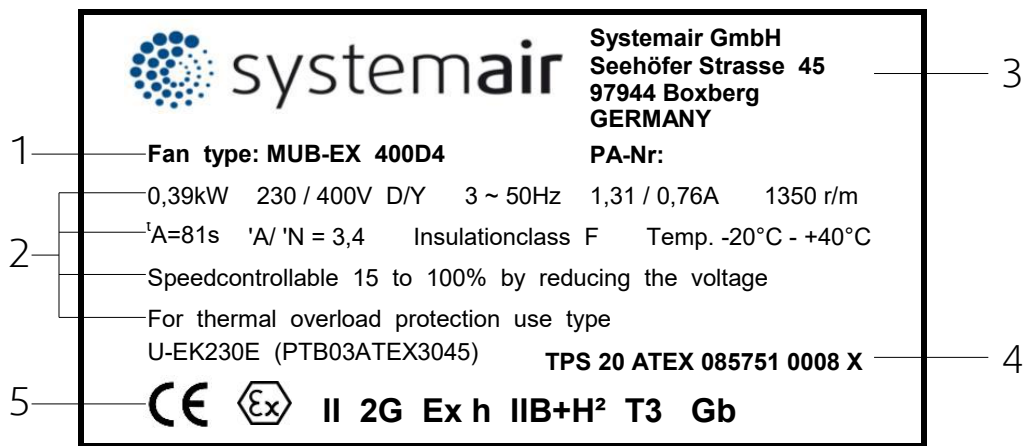 systemair
Systemair GmbH
Seehöfer Strasse 45
97944 Boxberg
GERMANY
3
1
Fan type: MUB-EX 400D4 PA-Nr:
0,39kW 230 / 400V D/Y 3 ~ 50Hz 1,31 / 0,76A 1350 r/m
2
ᵗA=81s 'A/ 'N = 3,4 Insulationclass F Temp. -20°C - +40°C
Speedcontrollable 15 to 100% by reducing the voltage
For thermal overload protection use type
U-EK230E (PTB03ATEX3045) TPS 20 ATEX 085751 0008 X
4
5
CE Ex II 2G Ex h IIB+H² T3 Gb